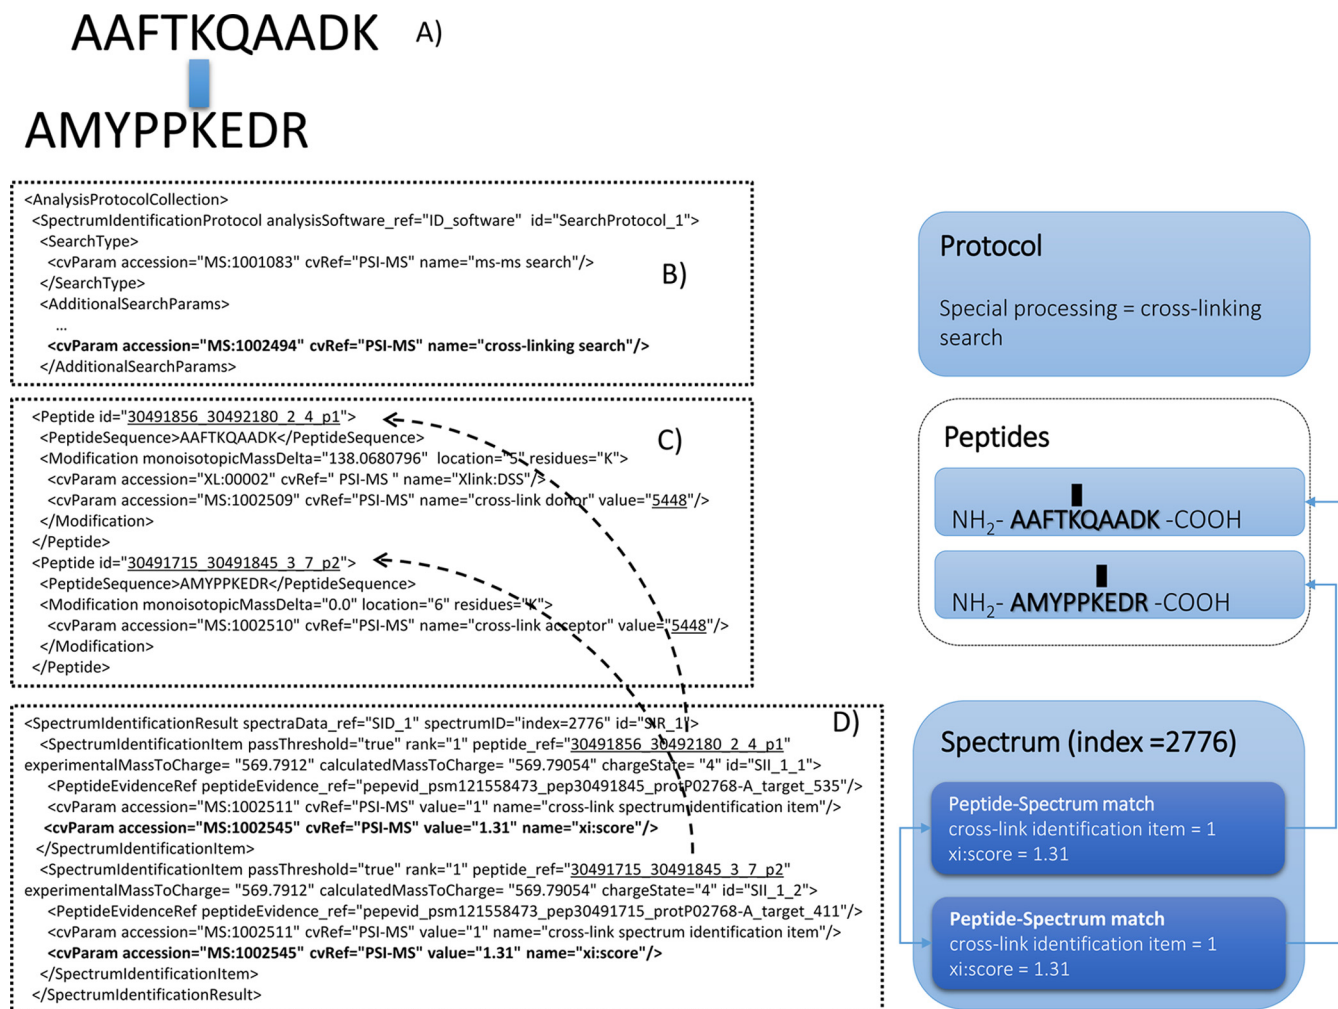 AAFTKQAADK A)
AMYPPKEDR
<AnalysisProtocolCollection>
<SpectrumIdentificationProtocol analysisSoftware_ref="ID_software" id="SearchProtocol_1">
<SearchType>
<cvParam accession="MS:1001083" cvRef="PSI-MS" name="ms-ms search"/>
</SearchType>
<AdditionalSearchParams>
...
<cvParam accession="MS:1002494" cvRef="PSI-MS" name="cross-linking search"/>
</AdditionalSearchParams>
B)
<Peptide id="30491856_30492180_2_4_p1">
<PeptideSequence>AAFTKQAADK</PeptideSequence>
<Modification monoisotopicMassDelta="138.0680796" location="5" residues="K">
<cvParam accession="XL:00002" cvRef=" PSI-MS " name="Xlink:DSS"/>
<cvParam accession="MS:1002509" cvRef="PSI-MS" name="cross-link donor" value="5448"/>
</Modification>
</Peptide>
<Peptide id="30491715_30491845_3_7_p2">
<PeptideSequence>AMYPPKEDR</PeptideSequence>
<Modification monoisotopicMassDelta="0.0" location="6" residues="K">
<cvParam accession="MS:1002510" cvRef="PSI-MS" name="cross-link acceptor" value="5448"/>
</Modification>
</Peptide>
C)
<SpectrumIdentificationResult spectraData_ref="SID_1" spectrumID="index=2776" id="SIR_1"/>
<SpectrumIdentificationItem passThreshold="true" rank="1" peptide_ref="30491856_30492180_2_4_p1"
experimentalMassToCharge= "569.7912" calculatedMassToCharge= "569.79054" chargeState= "4" id="SII_1_1">
<PeptideEvidenceRef peptideEvidence_ref="pepevid_psm121558473_pep30491845_protP02768-A_target_535"/>
<cvParam accession="MS:1002511" cvRef="PSI-MS" value="1" name="cross-link spectrum identification item"/>
<cvParam accession="MS:1002545" cvRef="PSI-MS" value="1.31" name="xi:score"/>
</SpectrumIdentificationItem>
<SpectrumIdentificationItem passThreshold="true" rank="1" peptide_ref="30491715_30491845_3_7_p2"
experimentalMassToCharge= "569.7912" calculatedMassToCharge= "569.79054" chargeState="4" id="SII_1_2">
<PeptideEvidenceRef peptideEvidence_ref="pepevid_psm121558473_pep30491715_protP02768-A_target_411"/>
<cvParam accession="MS:1002511" cvRef="PSI-MS" value="1" name="cross-link spectrum identification item"/>
<cvParam accession="MS:1002545" cvRef="PSI-MS" value="1.31" name="xi:score"/>
</SpectrumIdentificationItem>
</SpectrumIdentificationResult>
D)
Protocol
Special processing = cross-linking
search
Peptides
NH2- AAFTKQAADK -COOH
NH2- AMYPPKEDR -COOH
Spectrum (index =2776)
Peptide-Spectrum match
cross-link identification item = 1
xi:score = 1.31
Peptide-Spectrum match
cross-link identification item = 1
xi:score = 1.31